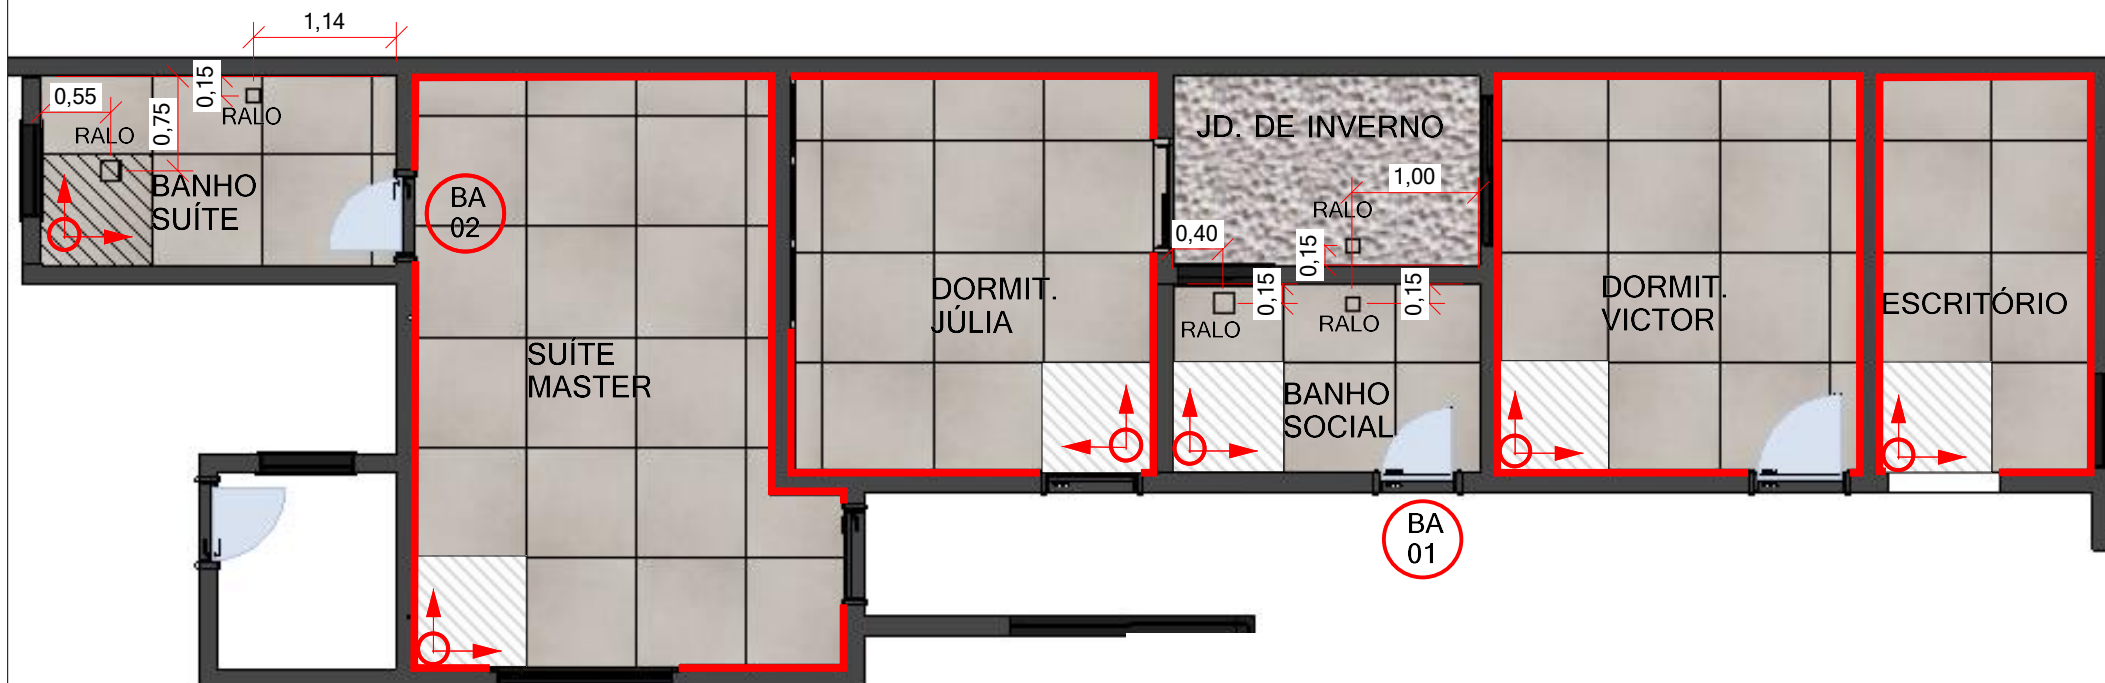 1,14
0,15
0,55
RALO
RALO
0,75
BANHO
SUÍTE
BA
02
SUÍTE
MASTER
DORMIT.
JÚLIA
JD. DE INVERNO
1,00
RALO
0,40
0,15
0,15
0,15
RALO
RALO
BANHO
SOCIAL
BA
01
DORMIT.
VICTOR
ESCRITÓRIO